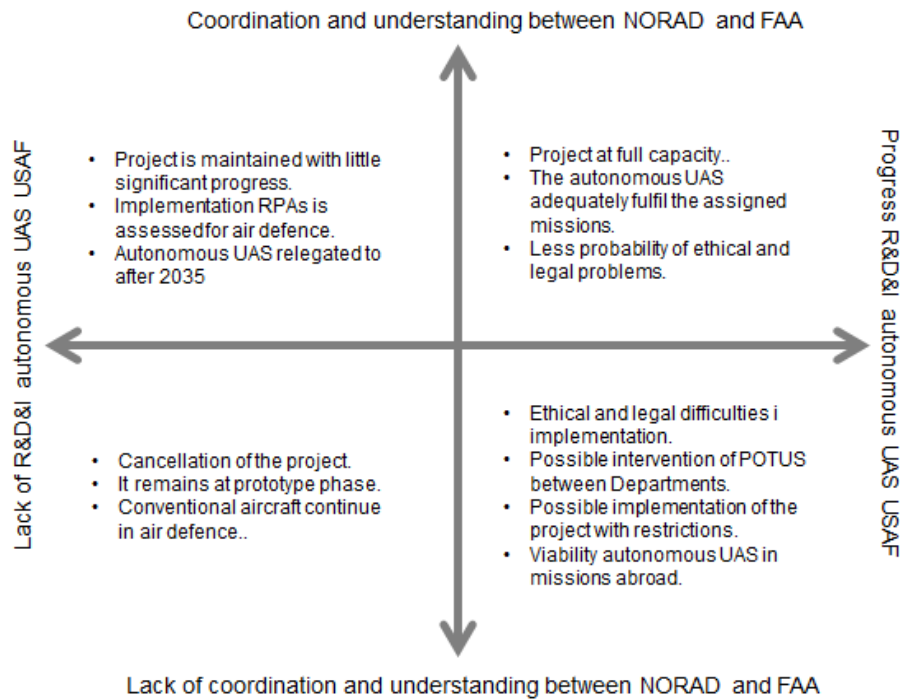 Coordination and understanding between NORAD and FAA
Lack of R&D&I autonomous UAS USAF
• Project is maintained with little
significant progress.
• Implementation RPAs is
assessed for air defence.
• Autonomous UAS relegated to
after 2035
• Project at full capacity..
• The autonomous UAS
adequately fulfil the assigned
missions.
• Less probability of ethical and
legal problems.
Progress R&D&I autonomous UAS USAF
• Cancellation of the project.
• It remains at prototype phase.
• Conventional aircraft continue
in air defence..
• Ethical and legal difficulties i
implementation.
• Possible intervention of POTUS
between Departments.
• Possible implementation of the
project with restrictions.
• Viability autonomous UAS in
missions abroad.
Lack of coordination and understanding between NORAD and FAA